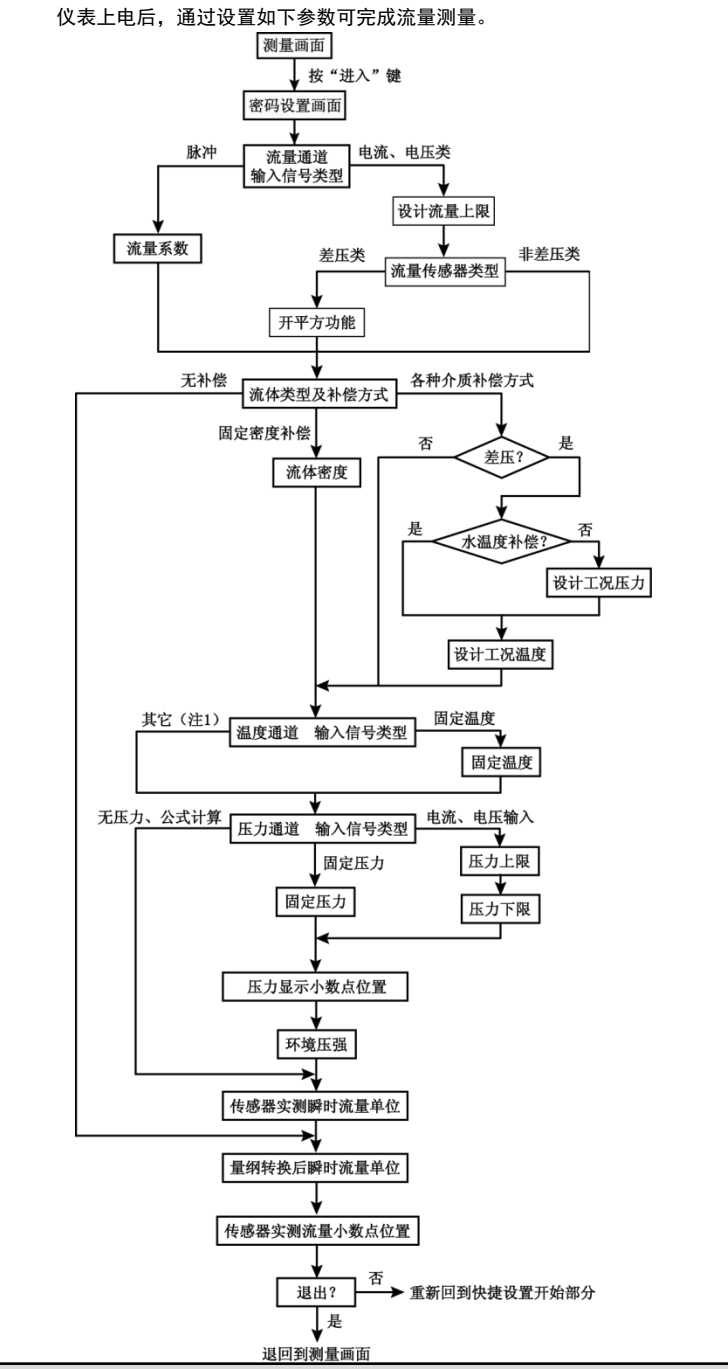 仪表上电后，通过设置如下参数可完成流量测量。
测量画面
按“进入”键
密码设置画面
脉冲
流量通道
输入信号类型
电流、电压类
设计流量上限
流量系数
差压类
流量传感器类型
非差压类
开平方功能
无补偿
流体类型及补偿方式
各种介质补偿方式
固定密度补偿
否
差压？
是
流体密度
是
水温度补偿？
否
设计工况压力
设计工况温度
其它（注1）
温度通道　输入信号类型
固定温度
固定温度
无压力、公式计算
压力通道　输入信号类型
电流、电压输入
固定压力
压力上限
固定压力
压力下限
压力显示小数点位置
环境压强
传感器实测瞬时流量单位
量纲转换后瞬时流量单位
传感器实测流量小数点位置
退出？
否
重新回到快捷设置开始部分
是
退回到测量画面